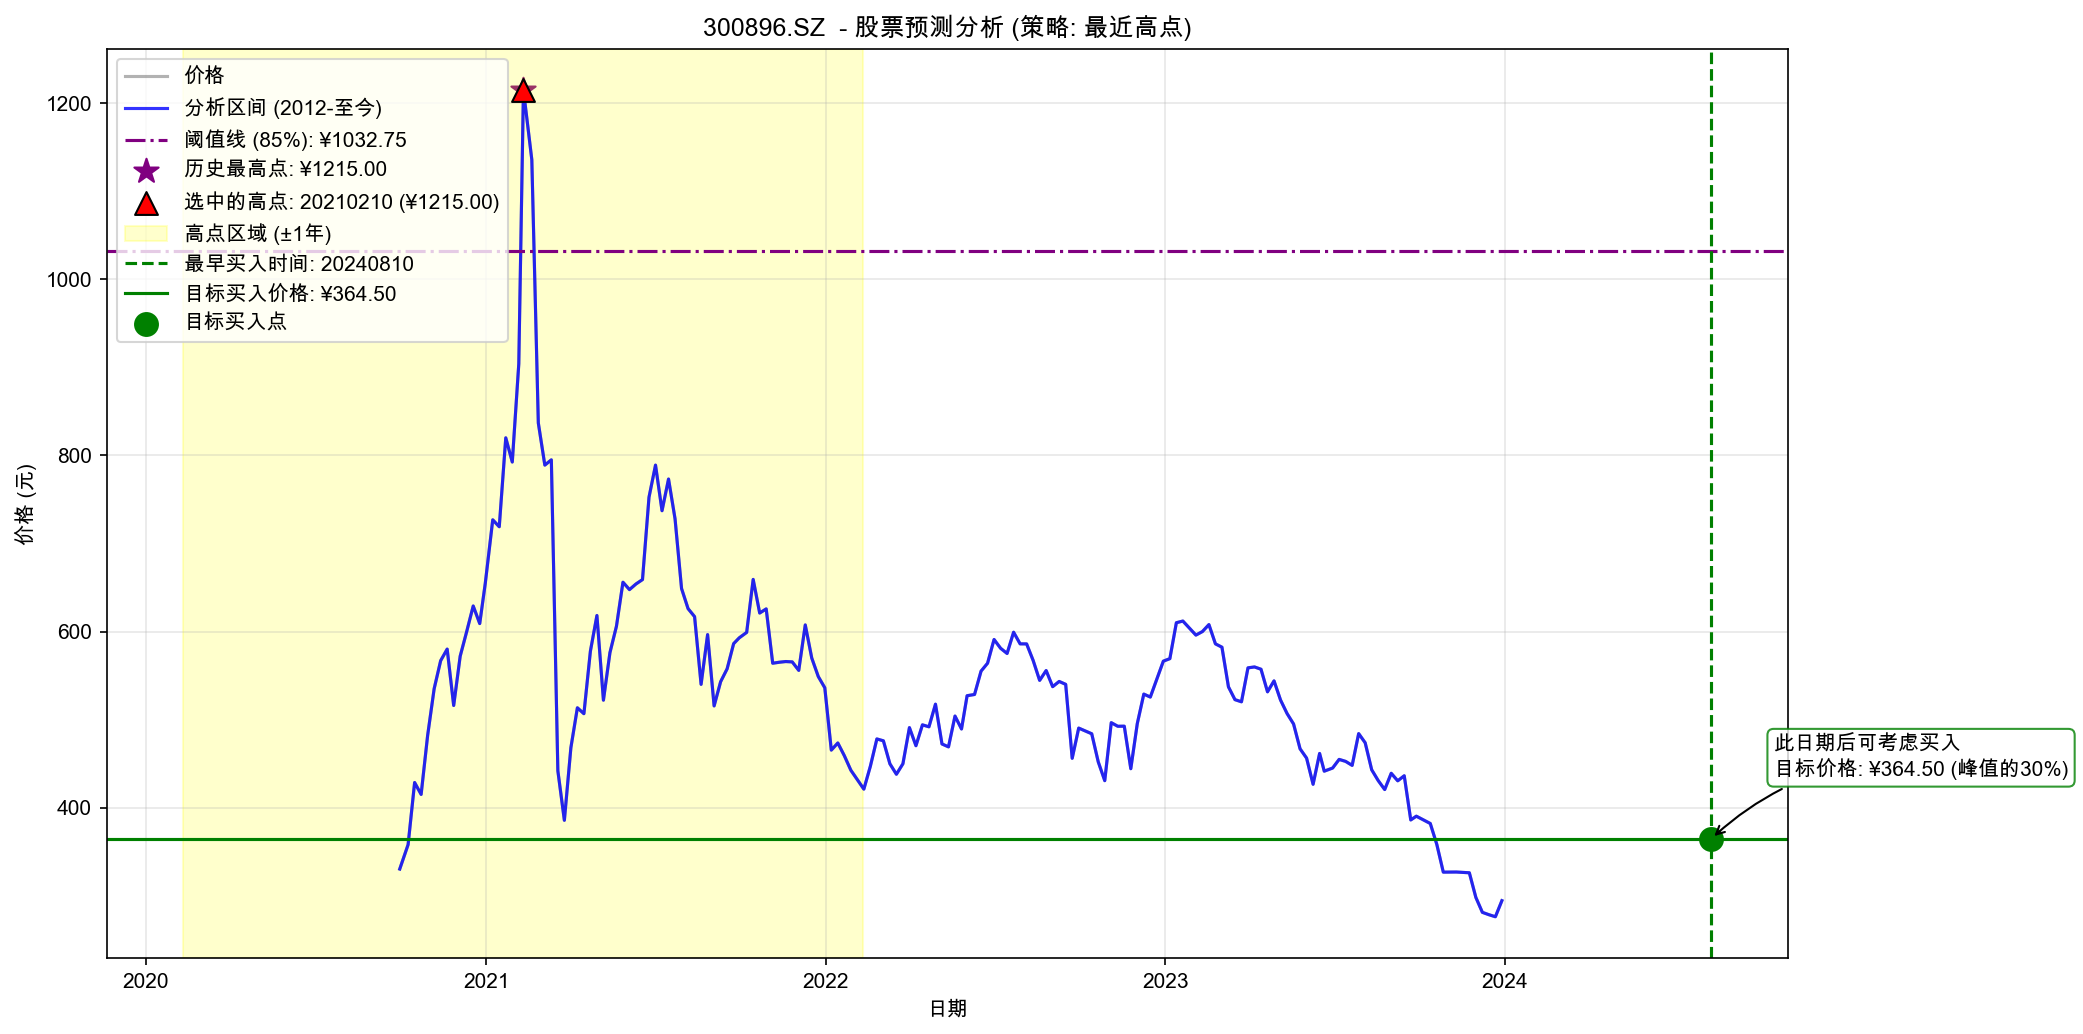 300896.SZ - 股票预测分析 (策略: 最近高点)
价格
分析区间 (2012-至今)
阈值线 (85%): ¥1032.75
历史最高点: ¥1215.00
选中的高点: 20210210 (¥1215.00)
高点区域 (±1年)
最早买入时间: 20240810
目标买入价格: ¥364.50
目标买入点
1200
1000
800
600
400
价格 (元)
此日期后可考虑买入
目标价格: ¥364.50 (峰值的30%)
2020
2021
2022
2023
2024
日期